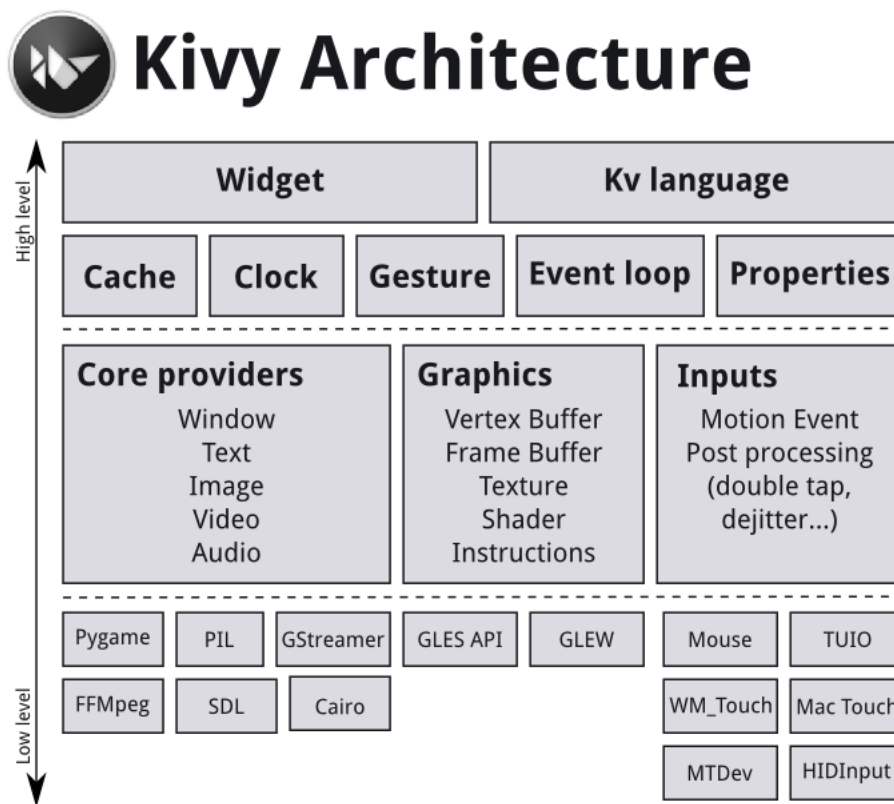 Kivy Architecture
High level
Widget
Kv language
Cache
Clock
Gesture
Event loop
Properties
Core providers
Window
Text
Image
Video
Audio
Graphics
Vertex Buffer
Frame Buffer
Texture
Shader
Instructions
Inputs
Motion Event
Post processing
(double tap,
dejitter...)
Low level
Pygame
PIL
GStreamer
GLES API
GLEW
Mouse
TUIO
FFMpeg
SDL
Cairo
WM_Touch
Mac Touch
MTDev
HIDInput